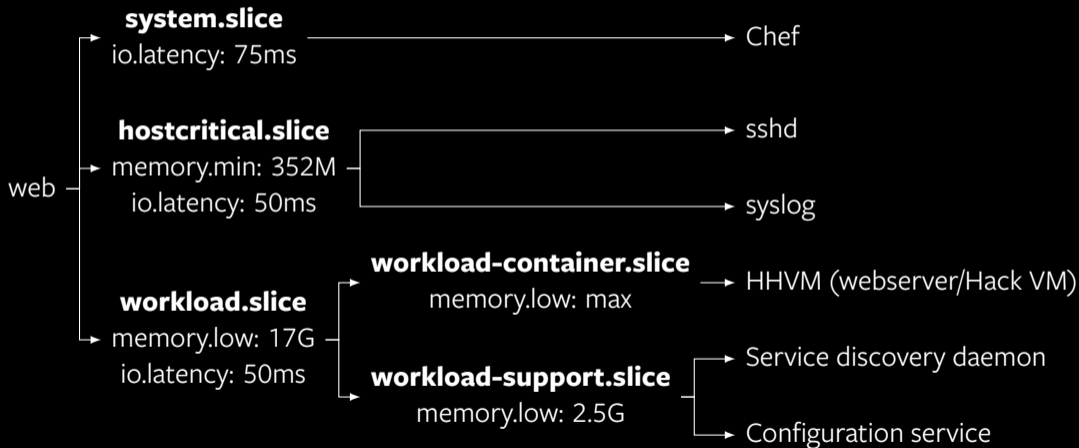 web
system.slice
io.latency: 75ms
Chef
hostcritical.slice
memory.min: 352M
io.latency: 50ms
sshd
syslog
workload.slice
memory.low: 17G
io.latency: 50ms
workload-container.slice
memory.low: max
HHVM (webserver/Hack VM)
workload-support.slice
memory.low: 2.5G
Service discovery daemon
Configuration service